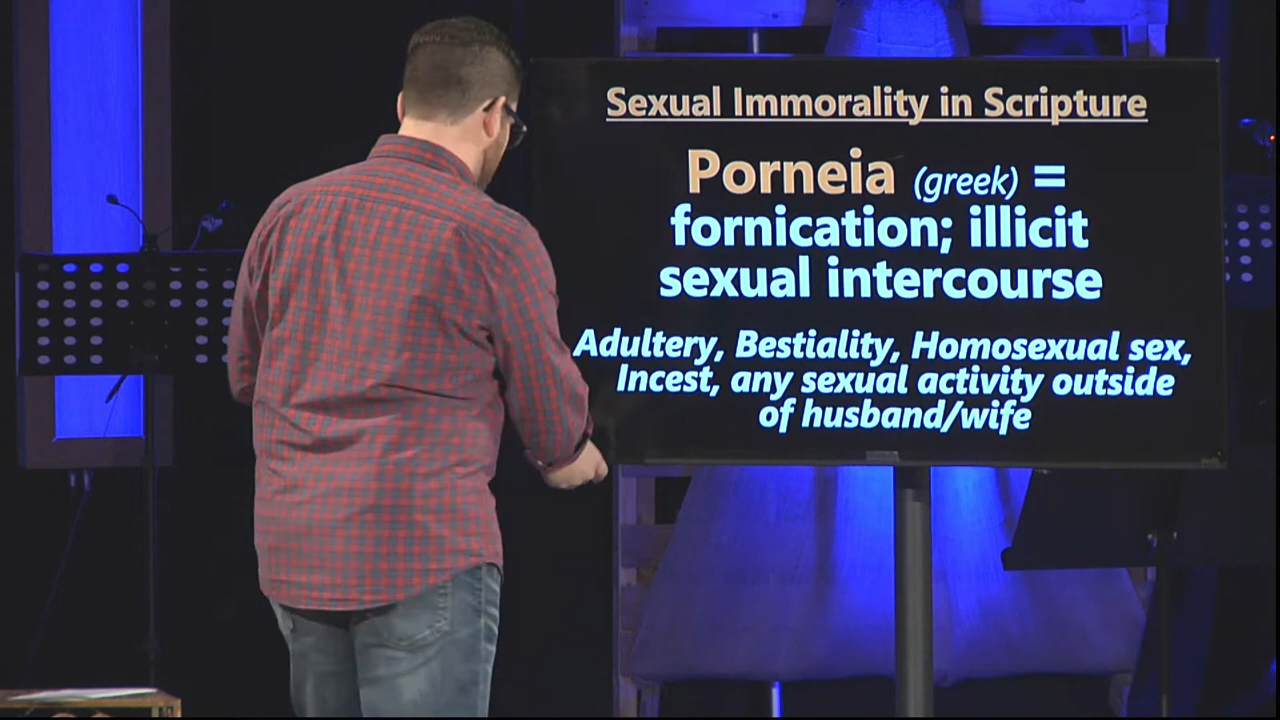 Sexual Immorality in Scripture
Porneia (greek) =
fornication; illicit
sexual intercourse
Adultery, Bestiality, Homosexual sex,
Incest, any sexual activity outside
of husband/wife